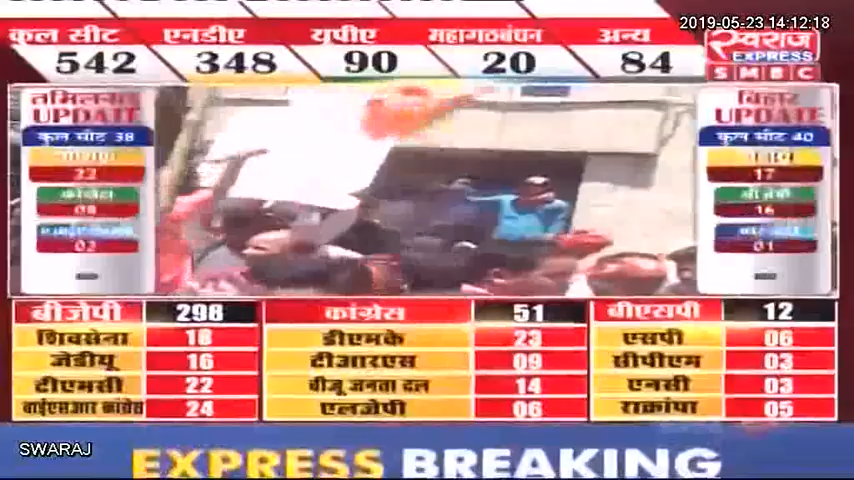 2019-05-23 14:12:18
कुल सीट एनडीए यूपीए महागठबंधन अन्य
542 348 90 20 84
स्वराज
EXPRESS
SMBC
तमिलनाडु
UPDATE
कुल सीट 38
22
कांग्रेस
08
02
बिहार
UPDATE
कुल सीट 40
17
बीजेपी
16
01
बीजेपी 298 कांग्रेस 51 बीएसपी 12
शिवसेना 18 डीएमके 23 एसपी 06
जेडीयू 16 टीआरएस 09 सीपीएम 03
टीएमसी 22 बीजू जनता दल 14 एनसी 03
वाईएसआर कांग्रेस 24 एलजेपी 06 राकांपा 05
SWARAJ
EXPRESS BREAKING